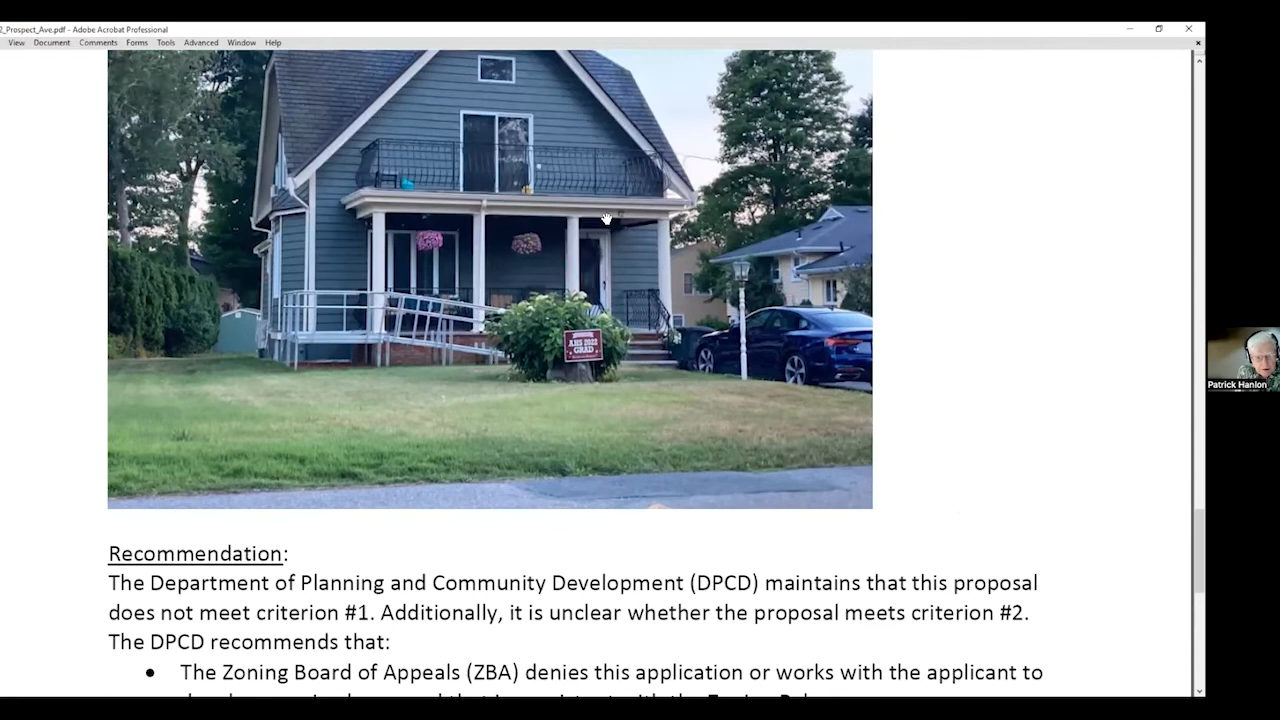 2_Prospect_Ave.pdf - Adobe Acrobat Professional
View Document Comments Forms Tools Advanced Window Help
AHS 2022
GRAD
Patrick Hanlon
Recommendation:
The Department of Planning and Community Development (DPCD) maintains that this proposal
does not meet criterion #1. Additionally, it is unclear whether the proposal meets criterion #2.
The DPCD recommends that:
• The Zoning Board of Appeals (ZBA) denies this application or works with the applicant to